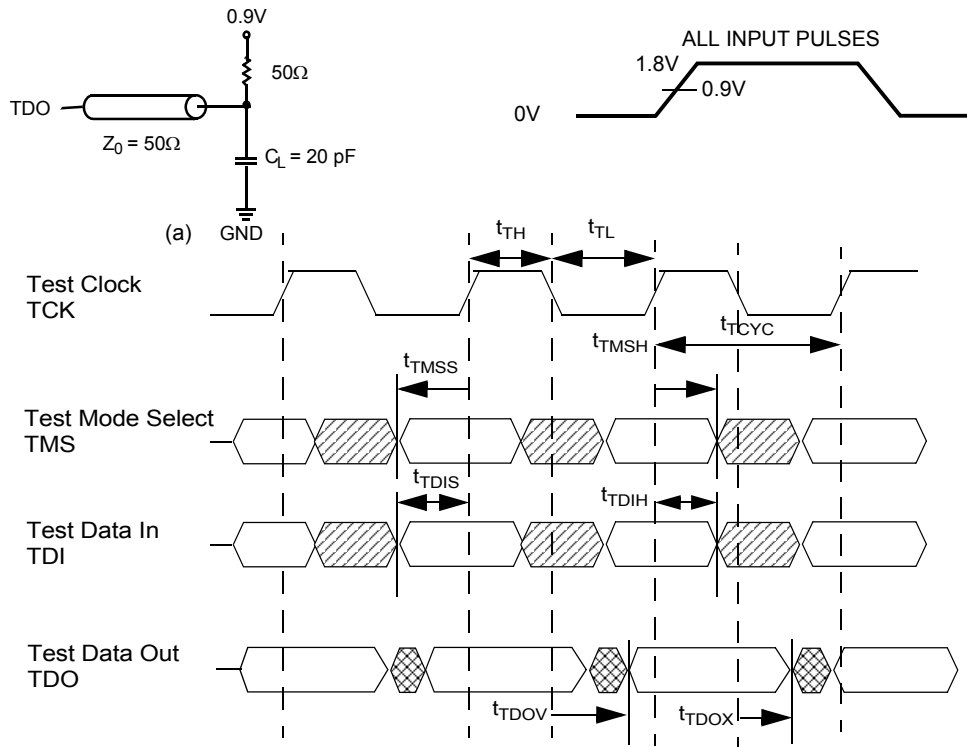 0.9V
50Ω
TDO
Z0 = 50Ω
CL = 20 pF
(a)
GND
ALL INPUT PULSES
1.8V
0.9V
0V
tTH
tTL
Test Clock
TCK
tTCYC
tTMSH
tTMSS
Test Mode Select
TMS
tTDIS
tTDIH
Test Data In
TDI
Test Data Out
TDO
tTDOV
tTDOX